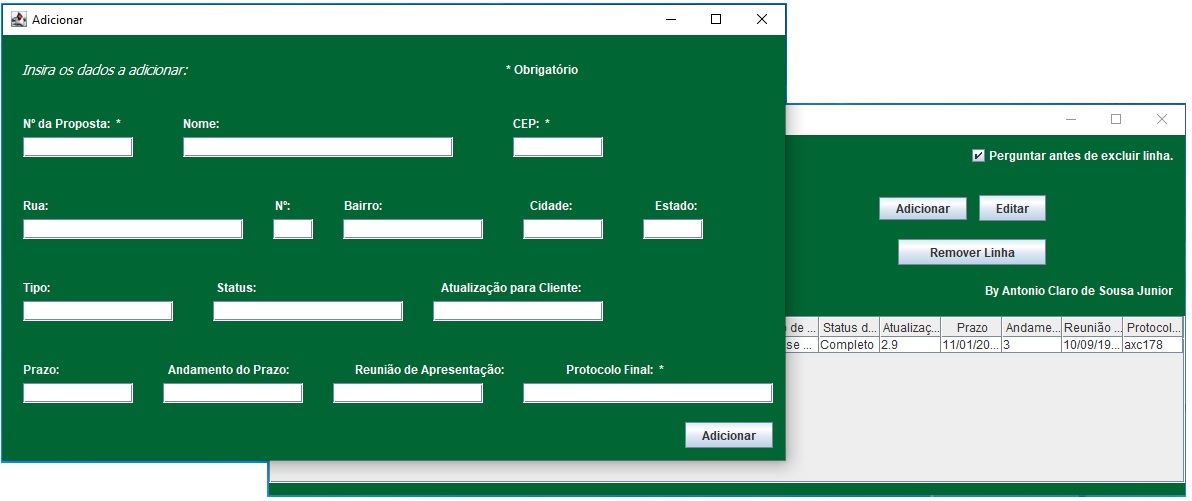 Adicionar
Insira os dados a adicionar:
* Obrigatório
Nº da Proposta: *
Nome:
CEP: *
Rua:
Nº:
Bairro:
Cidade:
Estado:
Tipo:
Status:
Atualização para Cliente:
Prazo:
Andamento do Prazo:
Reunião de Apresentação:
Protocolo Final: *
Adicionar
Perguntar antes de excluir linha.
Adicionar
Editar
Remover Linha
By Antonio Claro de Sousa Junior
de ... Status d... Atualizaç... Prazo Andame... Reunião ... Protocol...
se ... Completo 2.9 11/01/20... 3 10/09/19... axc178